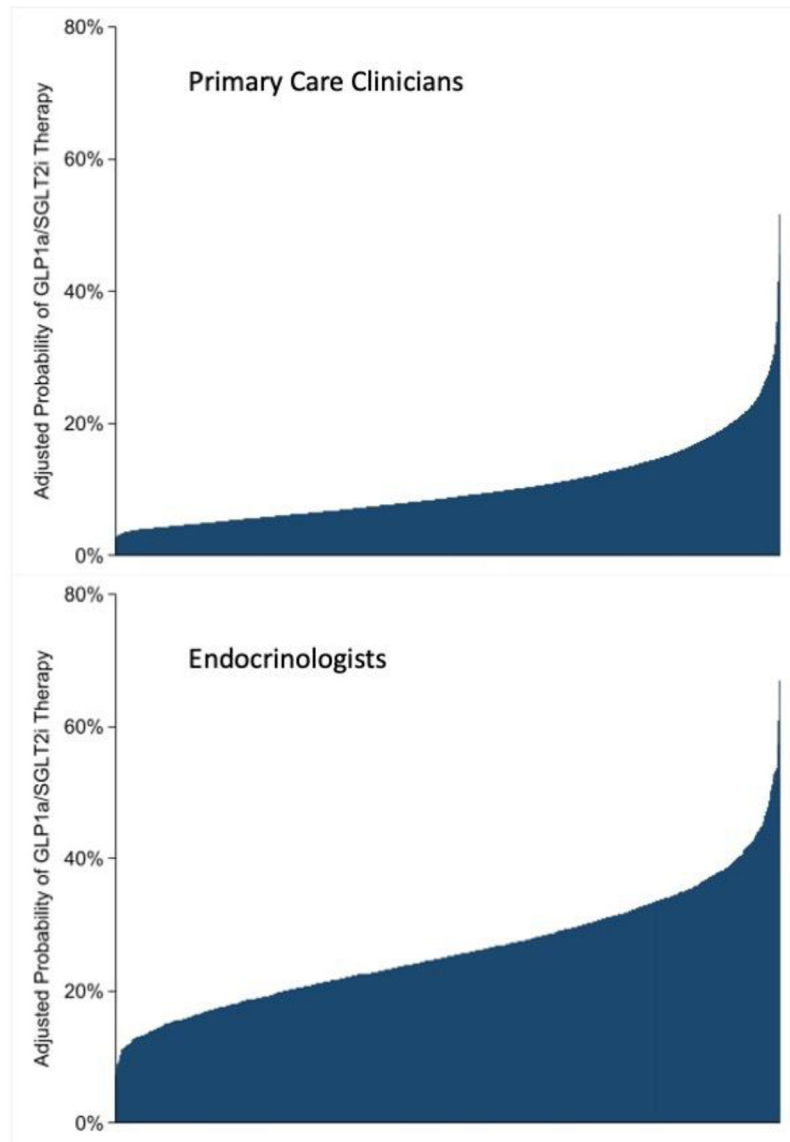 80%
Primary Care Clinicians
60%
40%
20%
0%
Adjusted Probability of GLP1a/SGLT2i Therapy
80%
Endocrinologists
60%
40%
20%
0%
Adjusted Probability of GLP1a/SGLT2i Therapy